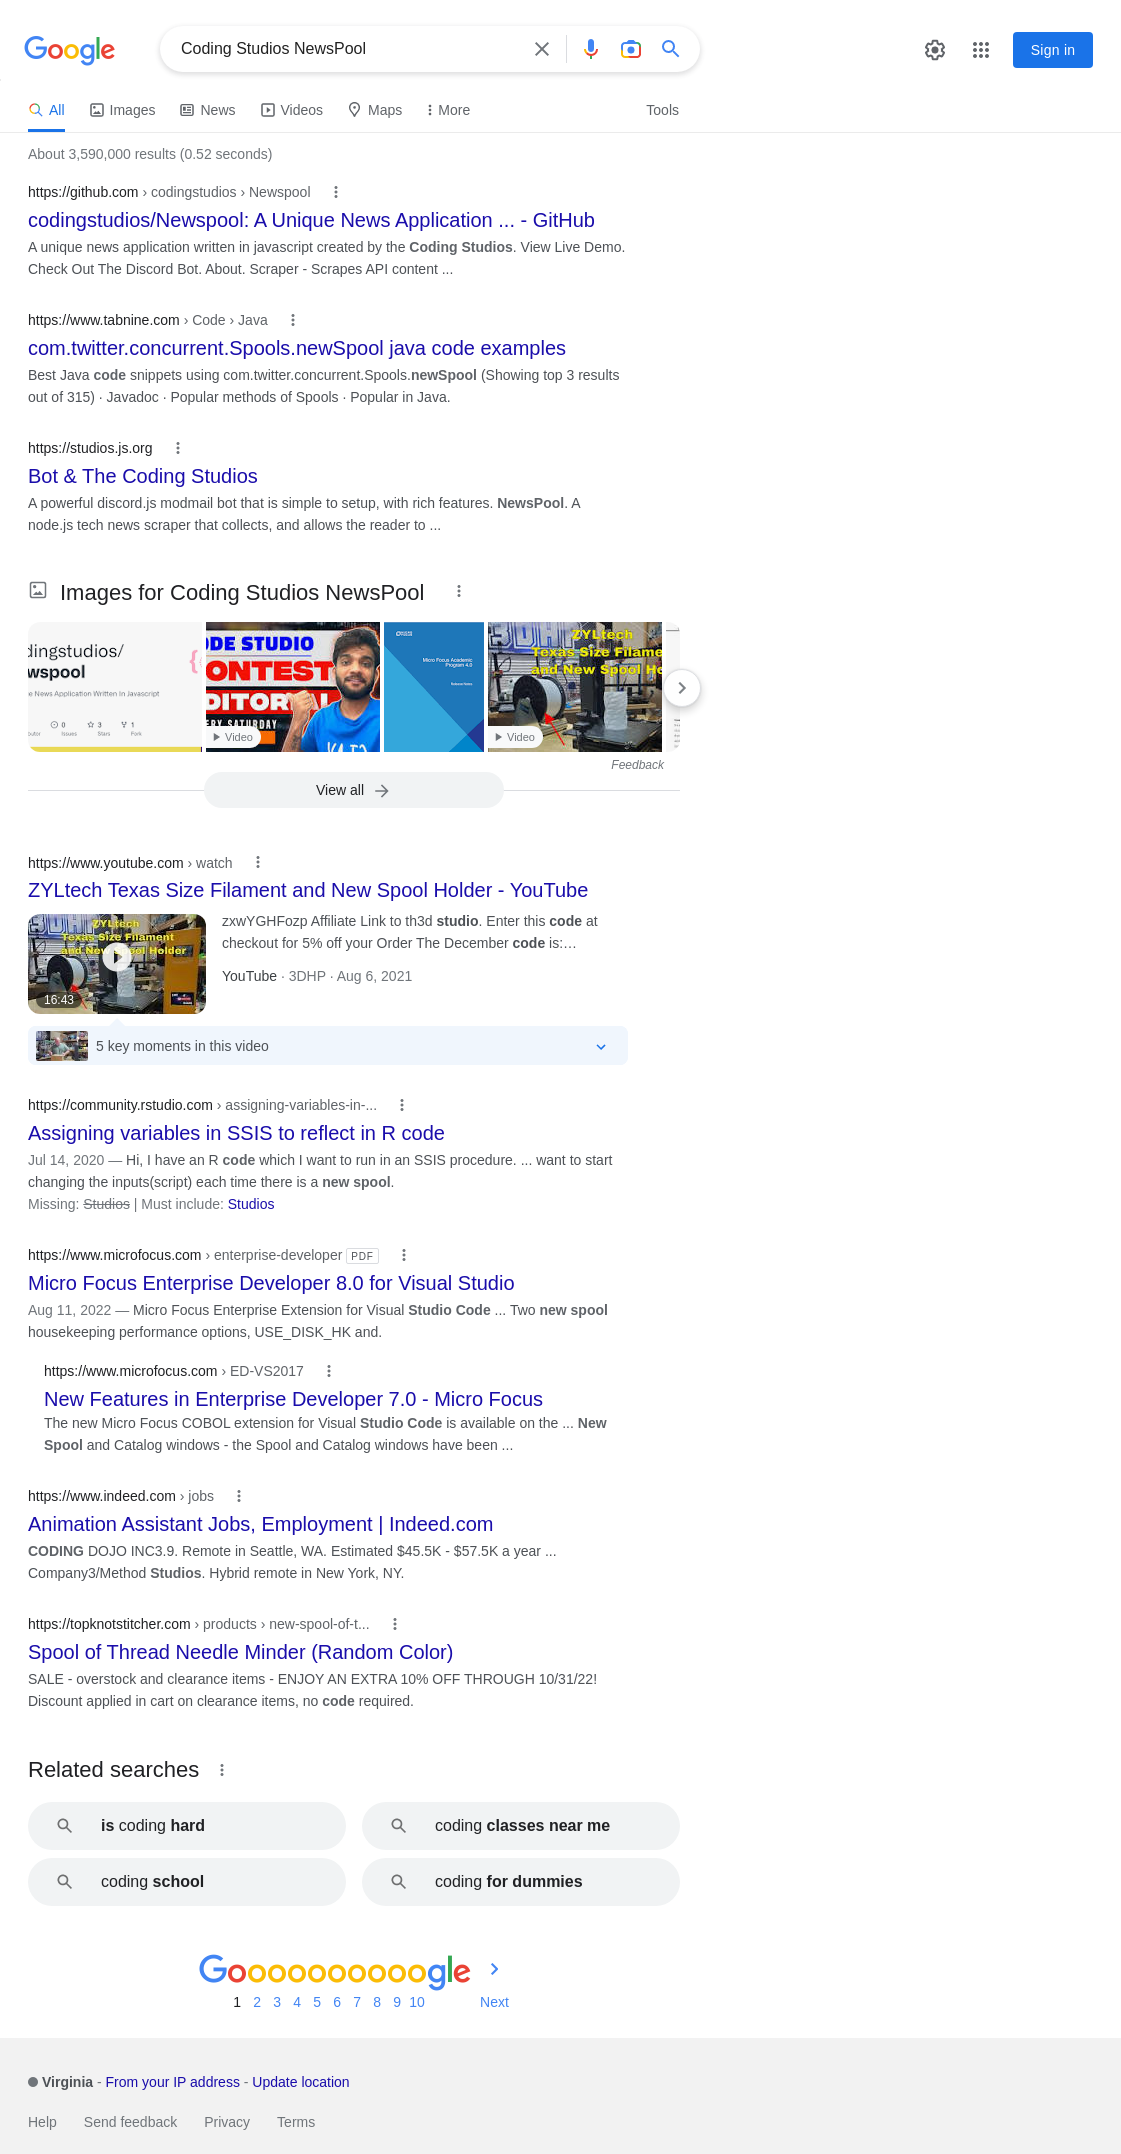 Google
Coding Studios NewsPool
Sign in
All
Images
News
Videos
Maps
More
Tools
About 3,590,000 results (0.52 seconds)
https://github.com › codingstudios › Newspool
codingstudios/Newspool: A Unique News Application ... - GitHub
A unique news application written in javascript created by the Coding Studios. View Live Demo.
Check Out The Discord Bot. About. Scraper - Scrapes API content ...
https://www.tabnine.com › Code › Java
com.twitter.concurrent.Spools.newSpool java code examples
Best Java code snippets using com.twitter.concurrent.Spools.newSpool (Showing top 3 results
out of 315) · Javadoc · Popular methods of Spools · Popular in Java.
https://studios.js.org
Bot & The Coding Studios
A powerful discord.js modmail bot that is simple to setup, with rich features. NewsPool. A
node.js tech news scraper that collects, and allows the reader to ...
Images for Coding Studios NewsPool
dingstudios/
wspool
e News Application Written In Javascript
0
3
1
Issues
Stars
Fork
ODE STUDIO
ONTEST
DITORIAL
ERY SATURDAY
Video
Micro Focus Academic
Program 4.0
Release Notes
ZYLtech
Texas Size Filame
and New Spool Ho
Video
Feedback
View all
https://www.youtube.com › watch
ZYLtech Texas Size Filament and New Spool Holder - YouTube
ZYLtech
Texas Size Filament
and New Spool Holder
16:43
zxwYGHFozp Affiliate Link to th3d studio. Enter this code at
checkout for 5% off your Order The December code is:...
YouTube · 3DHP · Aug 6, 2021
5 key moments in this video
https://community.rstudio.com › assigning-variables-in-...
Assigning variables in SSIS to reflect in R code
Jul 14, 2020 — Hi, I have an R code which I want to run in an SSIS procedure. ... want to start
changing the inputs(script) each time there is a new spool.
Missing: Studios | Must include: Studios
https://www.microfocus.com › enterprise-developer PDF
Micro Focus Enterprise Developer 8.0 for Visual Studio
Aug 11, 2022 — Micro Focus Enterprise Extension for Visual Studio Code ... Two new spool
housekeeping performance options, USE_DISK_HK and.
https://www.microfocus.com › ED-VS2017
New Features in Enterprise Developer 7.0 - Micro Focus
The new Micro Focus COBOL extension for Visual Studio Code is available on the ... New
Spool and Catalog windows - the Spool and Catalog windows have been ...
https://www.indeed.com › jobs
Animation Assistant Jobs, Employment | Indeed.com
CODING DOJO INC3.9. Remote in Seattle, WA. Estimated $45.5K - $57.5K a year ...
Company3/Method Studios. Hybrid remote in New York, NY.
https://topknotstitcher.com › products › new-spool-of-t...
Spool of Thread Needle Minder (Random Color)
SALE - overstock and clearance items - ENJOY AN EXTRA 10% OFF THROUGH 10/31/22!
Discount applied in cart on clearance items, no code required.
Related searches
is coding hard
coding classes near me
coding school
coding for dummies
Goooooooooogle
1 2 3 4 5 6 7 8 9 10 Next
Virginia - From your IP address - Update location
Help Send feedback Privacy Terms